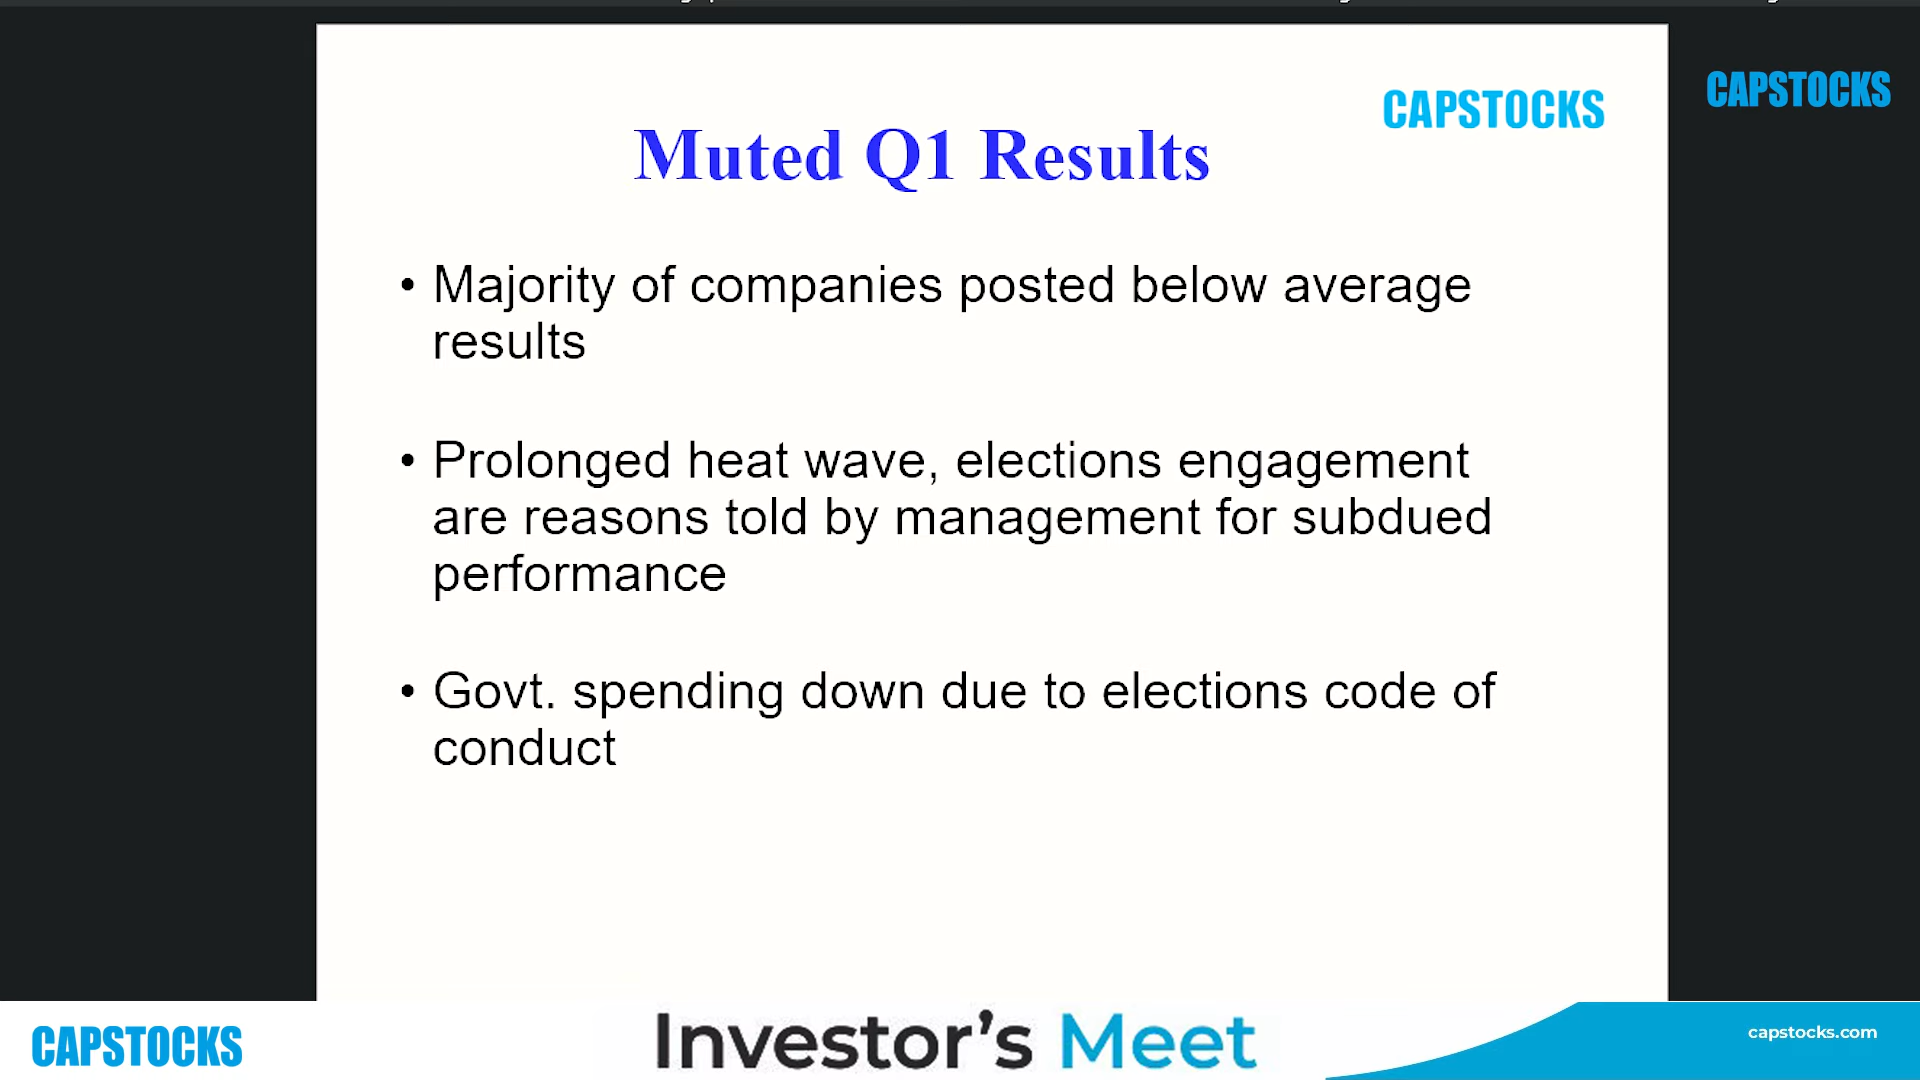 CAPSTOCKS
CAPSTOCKS
Muted Q1 Results
• Majority of companies posted below average
results
• Prolonged heat wave, elections engagement
are reasons told by management for subdued
performance
• Govt. spending down due to elections code of
conduct
CAPSTOCKS
Investor's Meet
capstocks.com